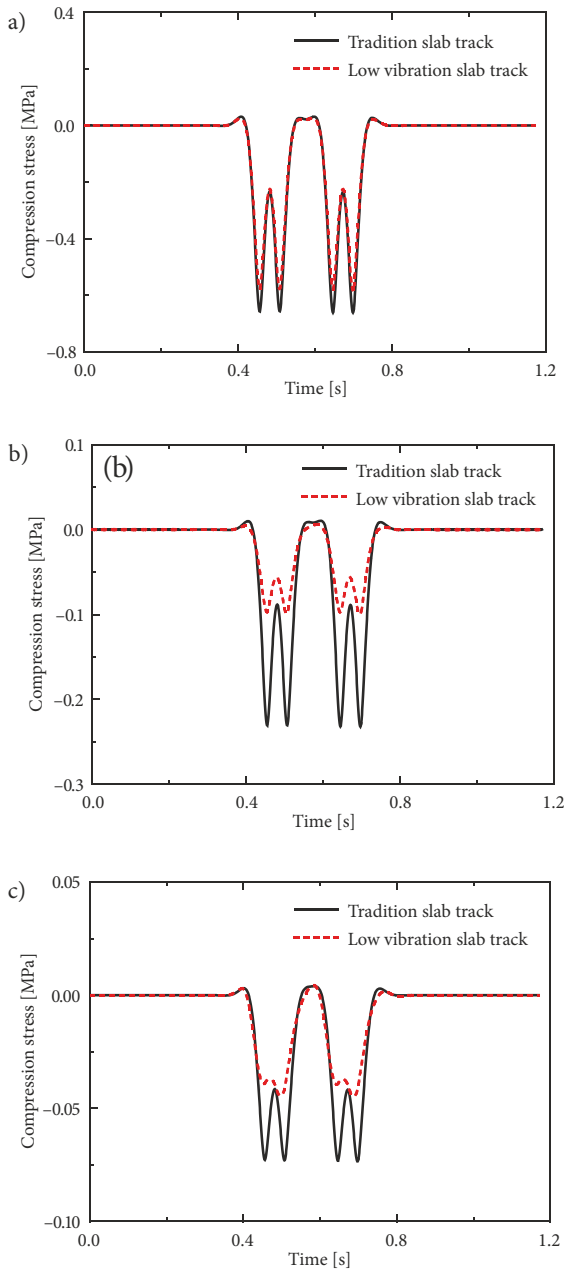 a)
0.4
Tradition slab track
Low vibration slab track
0.0
−0.4
−0.8
Compression stress [MPa]
0.0 0.4 0.8 1.2
Time [s]
b)
(b)
0.1
Tradition slab track
Low vibration slab track
0.0
−0.1
−0.2
−0.3
Compression stress [MPa]
0.0 0.4 0.8 1.2
Time [s]
c)
0.05
Tradition slab track
Low vibration slab track
0.00
−0.05
−0.10
Compression stress [MPa]
0.0 0.4 0.8 1.2
Time [s]